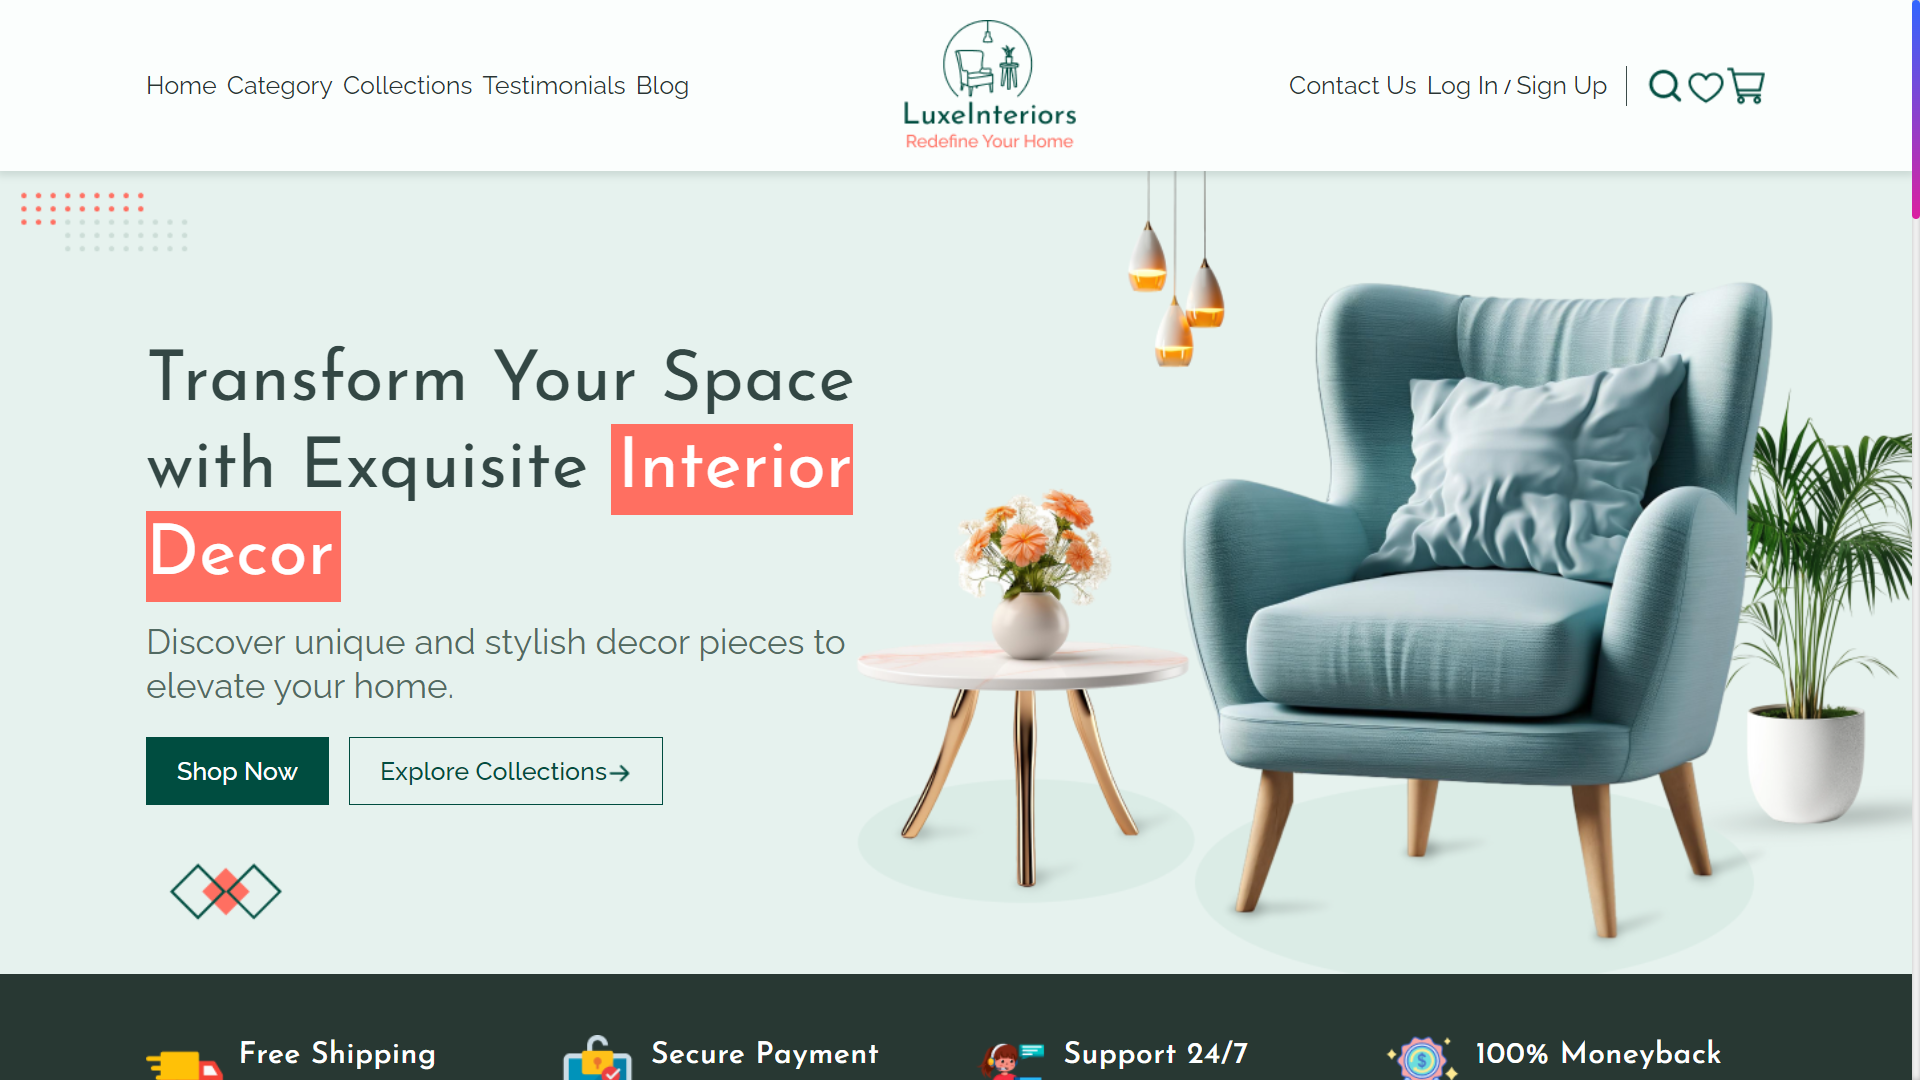 Home Category Collections Testimonials Blog
LuxeInteriors
Redefine Your Home
Contact Us Log In / Sign Up
Transform Your Space
with Exquisite Interior
Decor
Discover unique and stylish decor pieces to
elevate your home.
Shop Now
Explore Collections→
Free Shipping
Secure Payment
Support 24/7
100% Moneyback